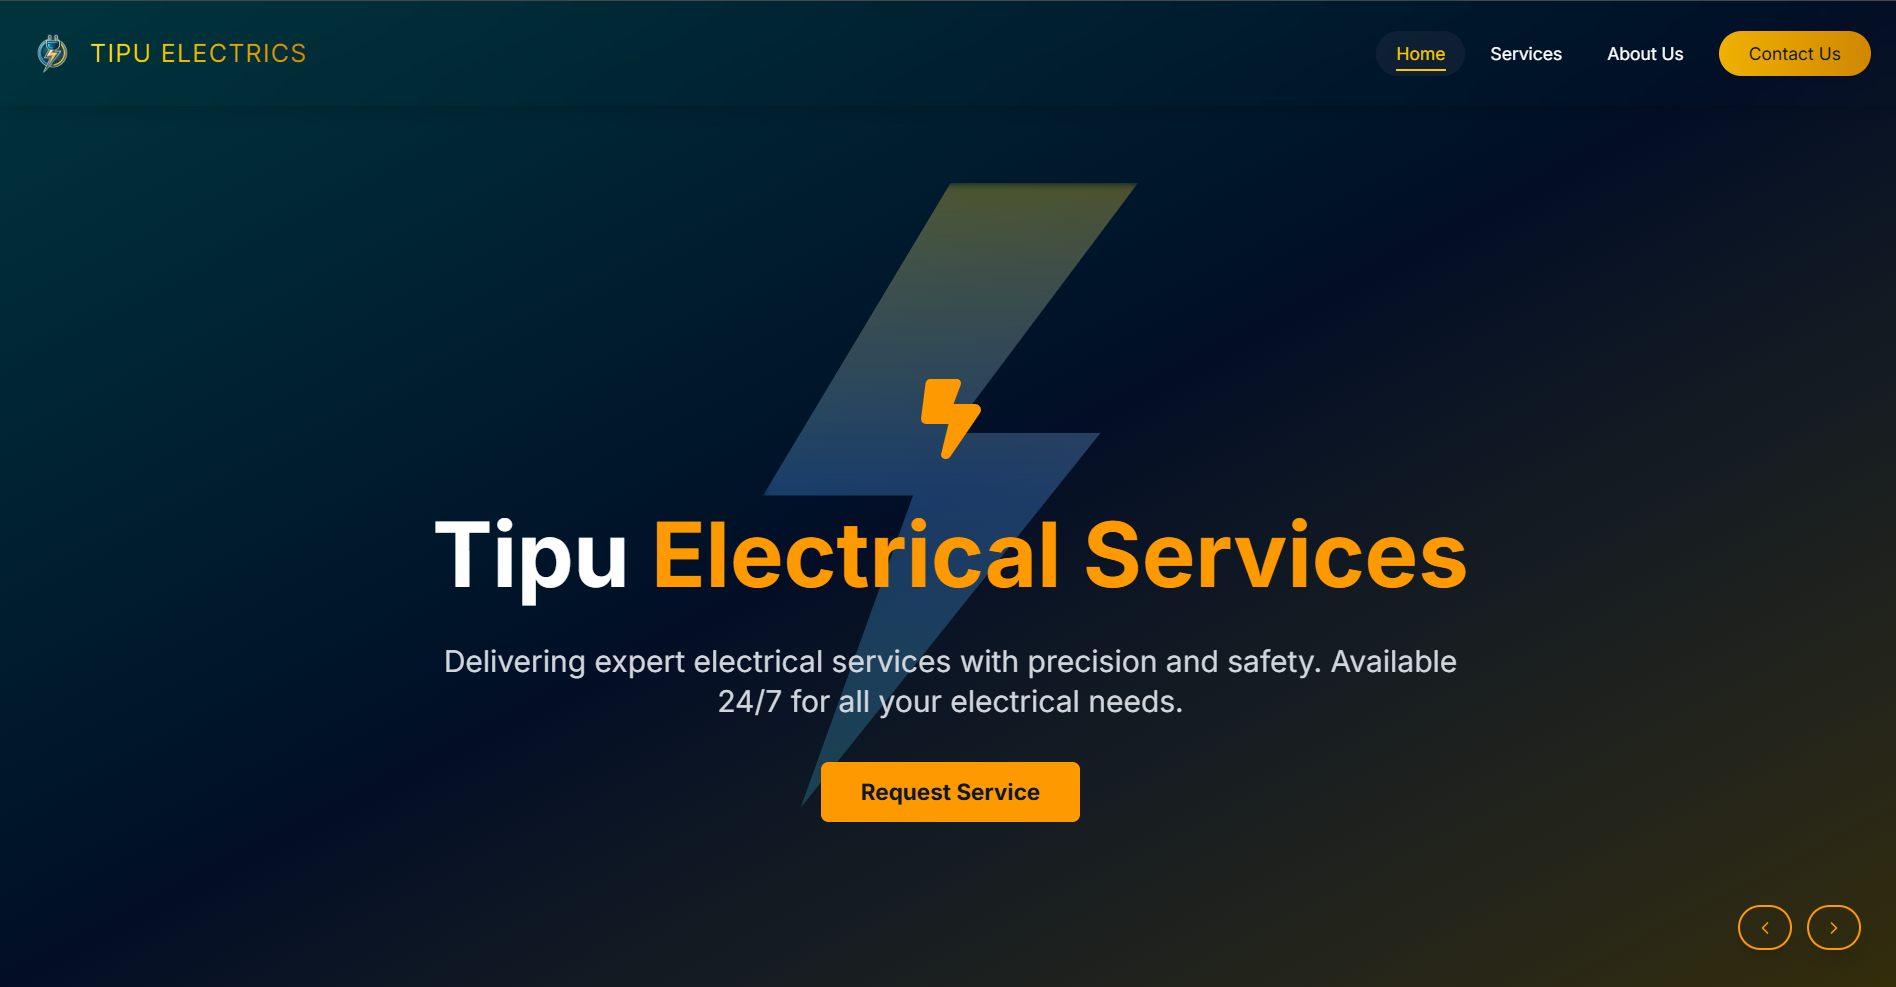 TIPU ELECTRICS
Home
Services
About Us
Contact Us
Tipu Electrical Services
Delivering expert electrical services with precision and safety. Available
24/7 for all your electrical needs.
Request Service